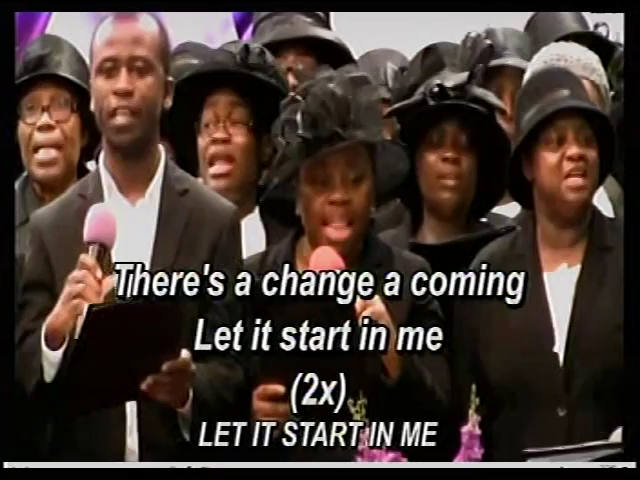 There's a change a coming
Let it start in me
(2x)
LET IT START IN ME